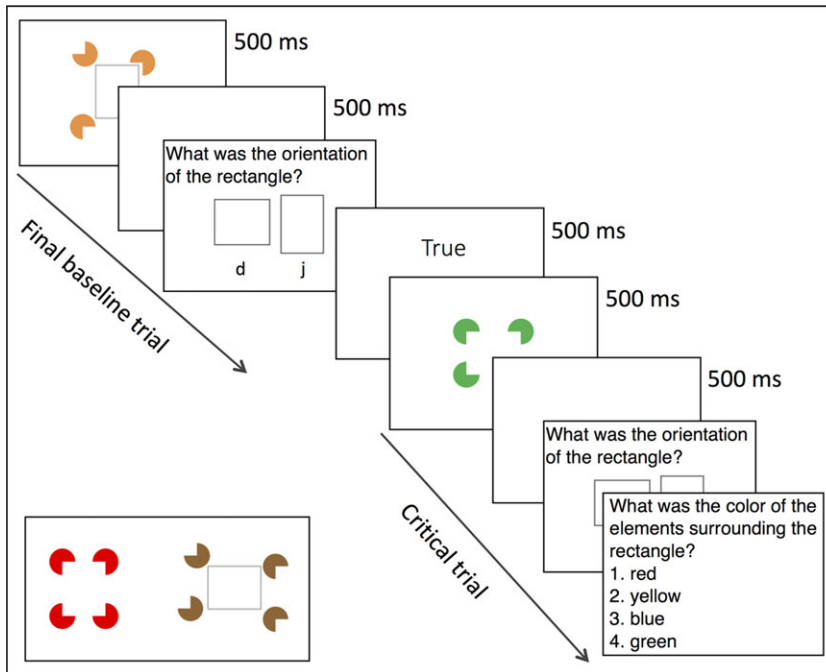 500 ms
500 ms
What was the orientation
of the rectangle?
d j
Final baseline trial
True
500 ms
500 ms
500 ms
What was the orientation
of the rectangle?
Critical trial
What was the color of the
elements surrounding the
rectangle?
1. red
2. yellow
3. blue
4. green